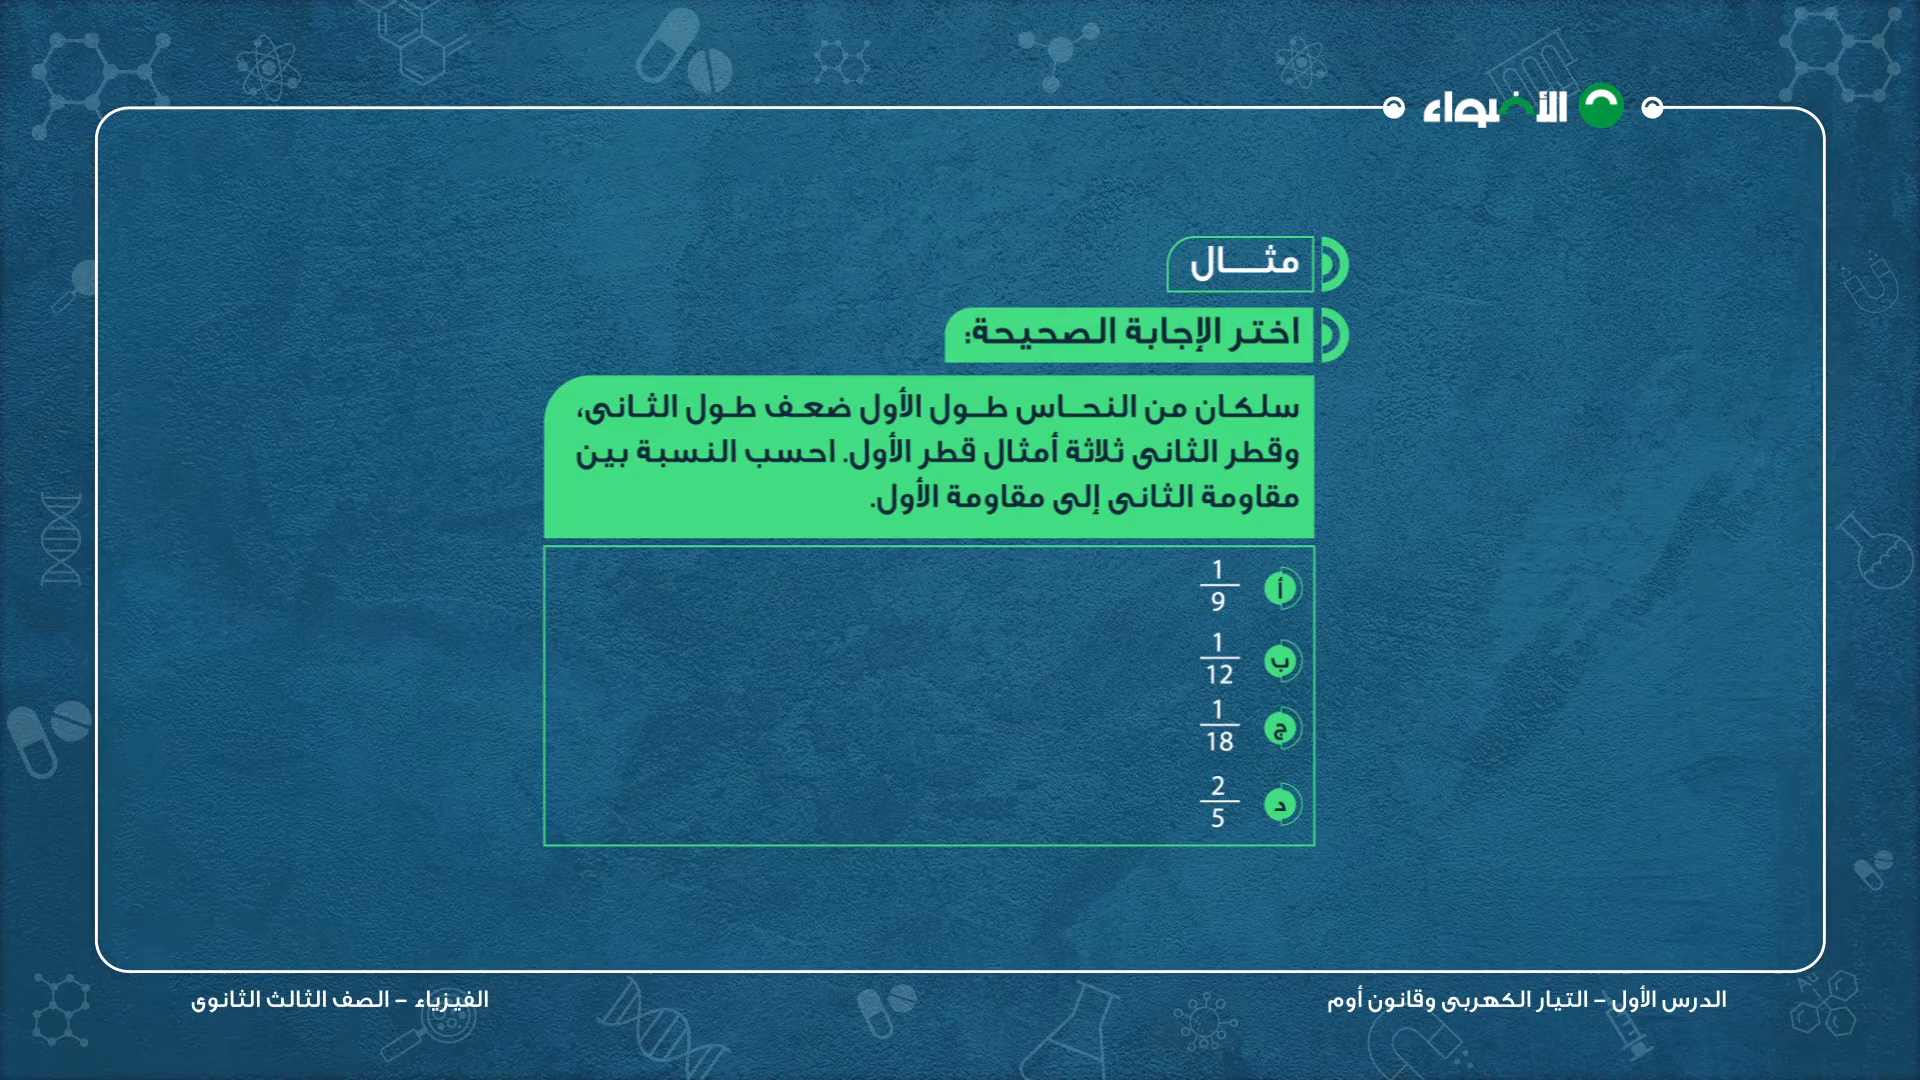 الأضواء
مثـــــال
اختر الإجابة الصحيحة:
سلكـان من النحــاس طــول الأول ضعـف طـول الثـانى،
وقطر الثانى ثلاثة أمثال قطر الأول. احسب النسبة بين
مقاومة الثانى إلى مقاومة الأول.
أ 1/9
ب 1/12
ج 1/18
د 2/5
الدرس الأول – التيار الكهربى وقانون أوم
الفيزياء – الصف الثالث الثانوى